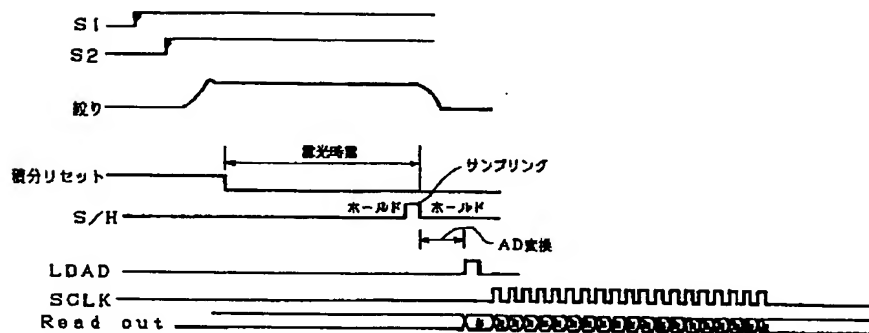 S1
S2
絞り
露光時間
積分リセット
サンプリング
S/H
ホールド
ホールド
AD変換
LDAD
SCLK
Read out